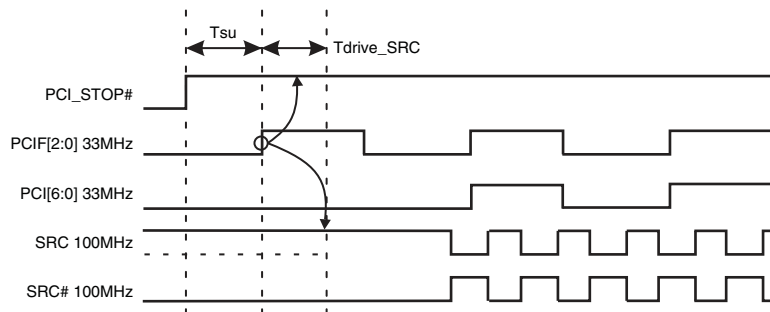 Tsu
Tdrive_SRC
PCI_STOP#
PCIF[2:0] 33MHz
PCI[6:0] 33MHz
SRC 100MHz
SRC# 100MHz